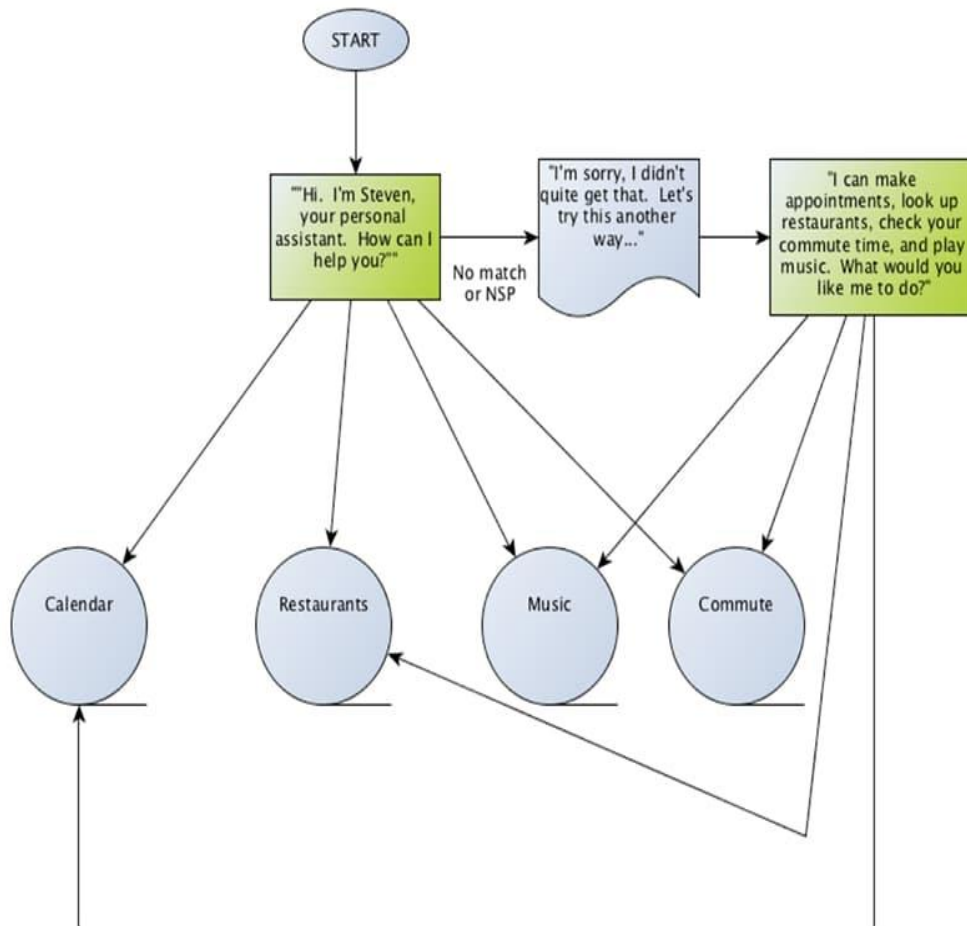 START
""Hi. I'm Steven,
your personal
assistant. How can I
help you?""
No match
or NSP
"I'm sorry, I didn't
quite get that. Let's
try this another
way..."
"I can make
appointments, look up
restaurants, check your
commute time, and play
music. What would you
like me to do?"
Calendar
Restaurants
Music
Commute